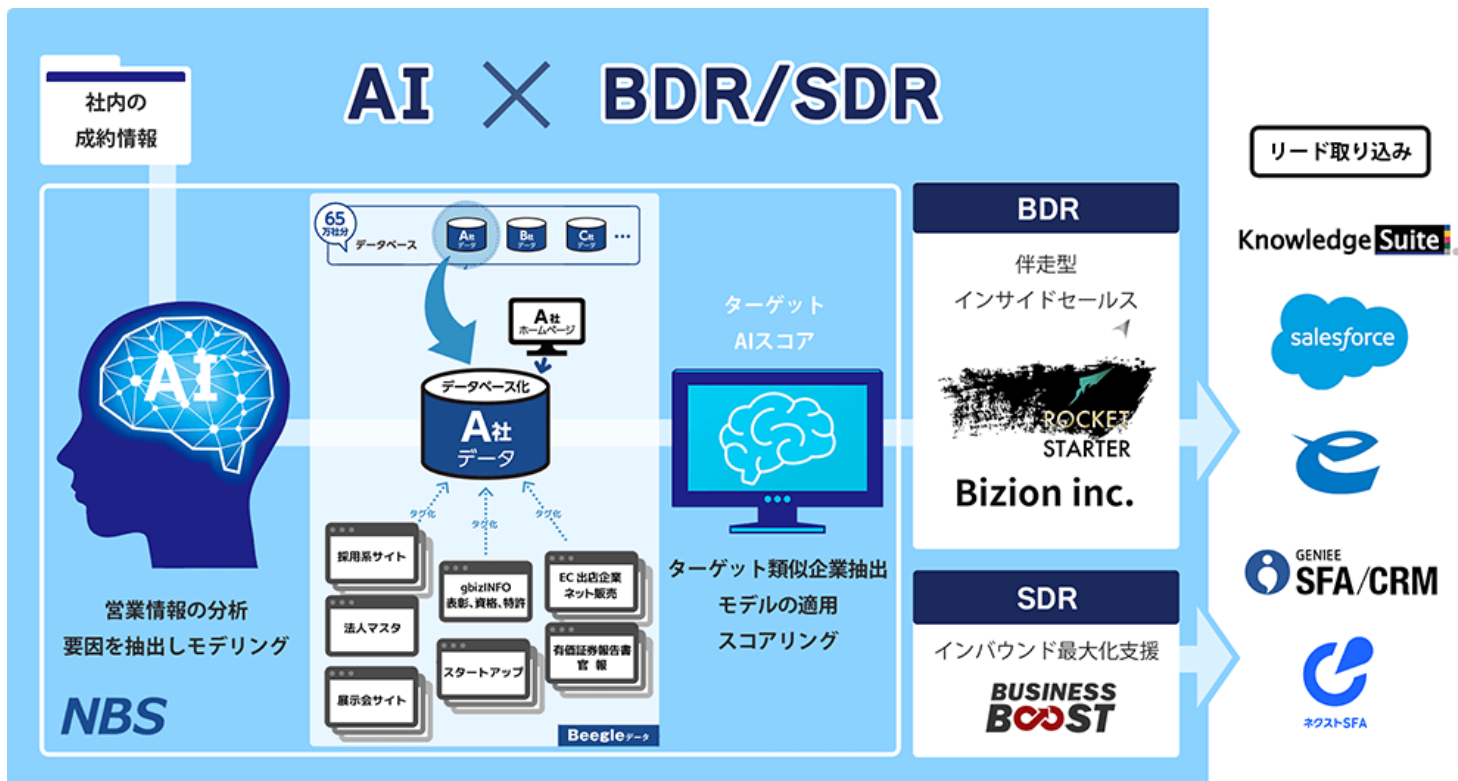 社内の
成約情報
AI × BDR/SDR
65
万社分
データベース
A社
データ
B社
データ
C社
データ
…
A社
ホームページ
データベース化
A社
データ
タグ化
タグ化
タグ化
採用系サイト
法人マスタ
展示会サイト
gbizINFO
表彰、資格、特許
スタートアップ
EC 出店企業
ネット販売
有価証券報告書
官 報
Beegleデータ
AI
営業情報の分析
要因を抽出しモデリング
NBS
ターゲット
AIスコア
ターゲット類似企業抽出
モデルの適用
スコアリング
BDR
伴走型
インサイドセールス
ROCKET
STARTER
Bizion inc.
SDR
インバウンド最大化支援
BUSINESS
BOOST
リード取り込み
Knowledge Suite
salesforce
e
GENIEE
SFA/CRM
ネクストSFA